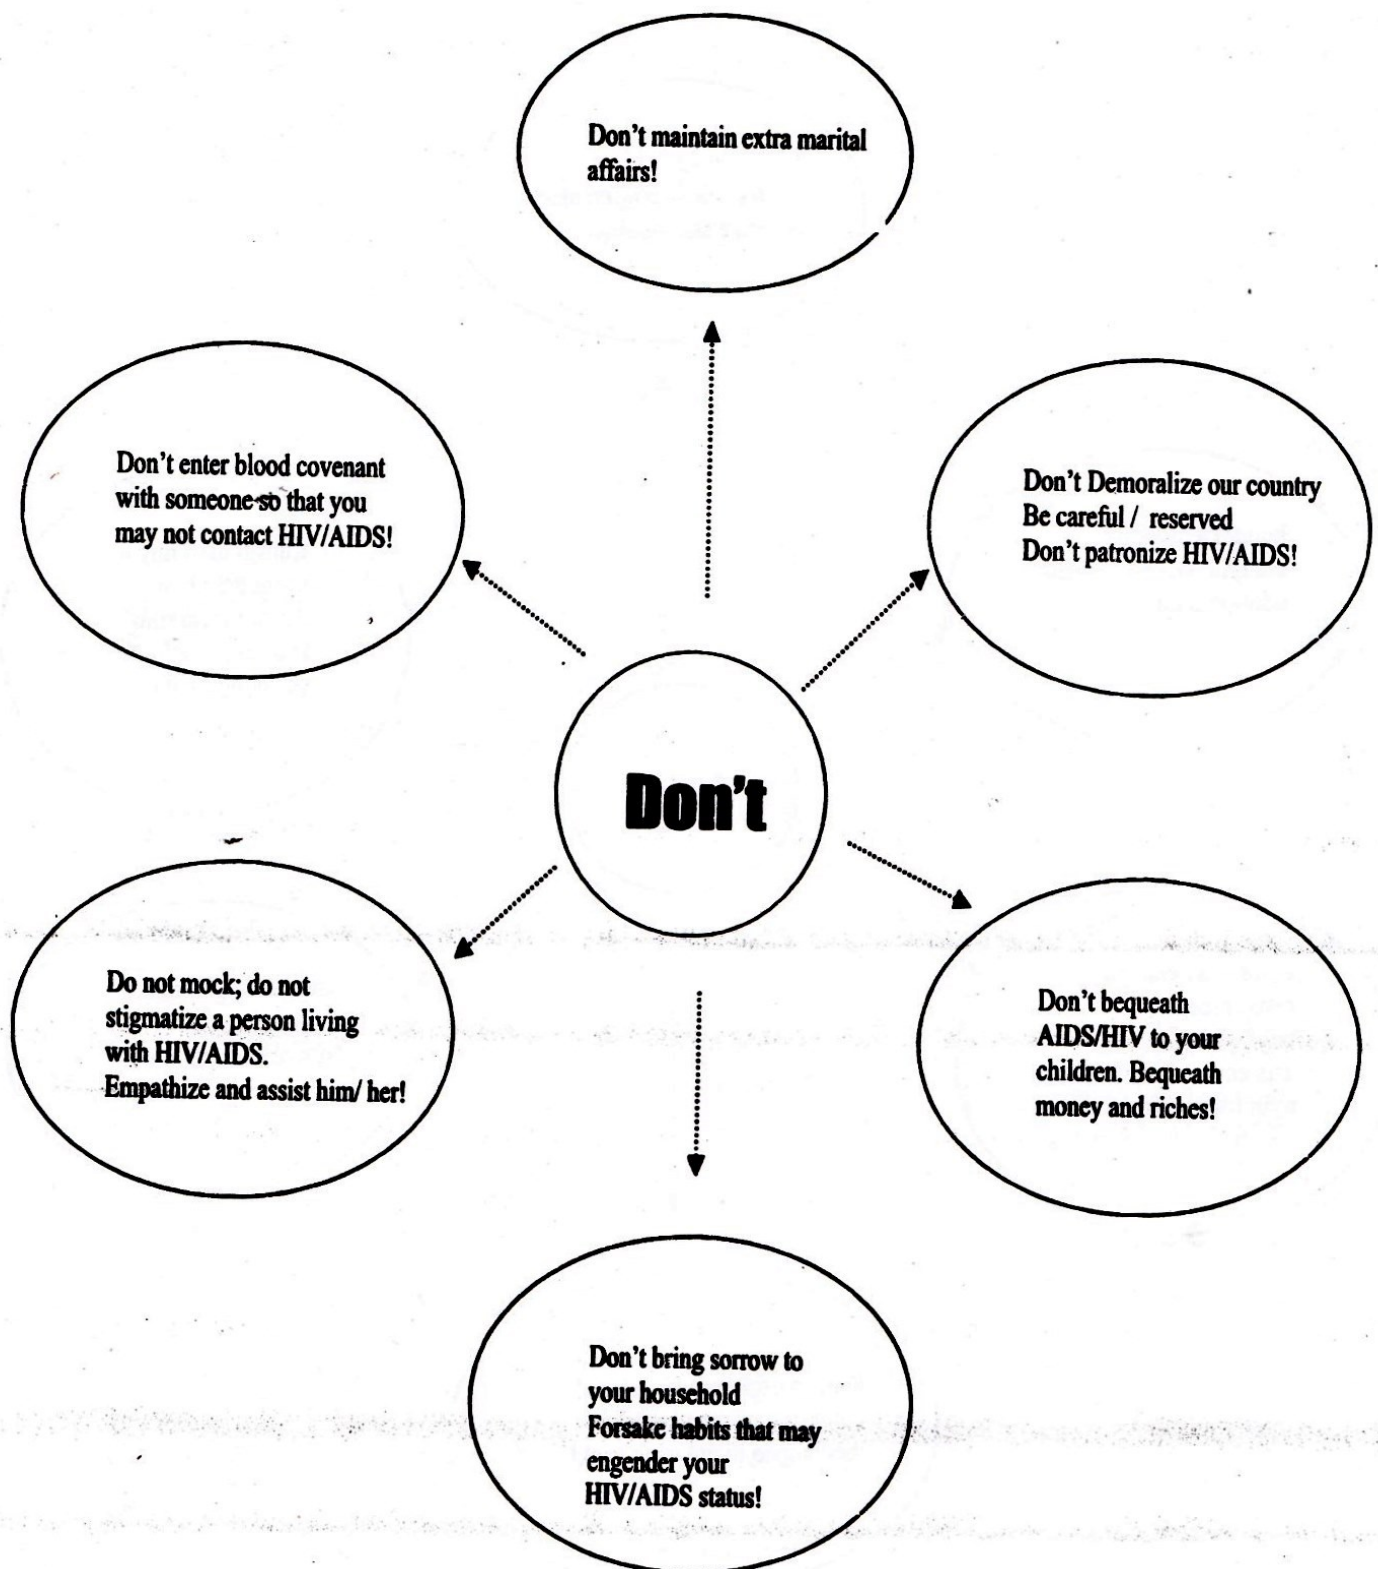 Don't maintain extra marital
affairs!
Don't enter blood covenant
with someone so that you
may not contact HIV/AIDS!
Don't Demoralize our country
Be careful / reserved
Don't patronize HIV/AIDS!
Don't
Do not mock; do not
stigmatize a person living
with HIV/AIDS.
Empathize and assist him/ her!
Don't bequeath
AIDS/HIV to your
children. Bequeath
money and riches!
Don't bring sorrow to
your household
Forsake habits that may
engender your
HIV/AIDS status!